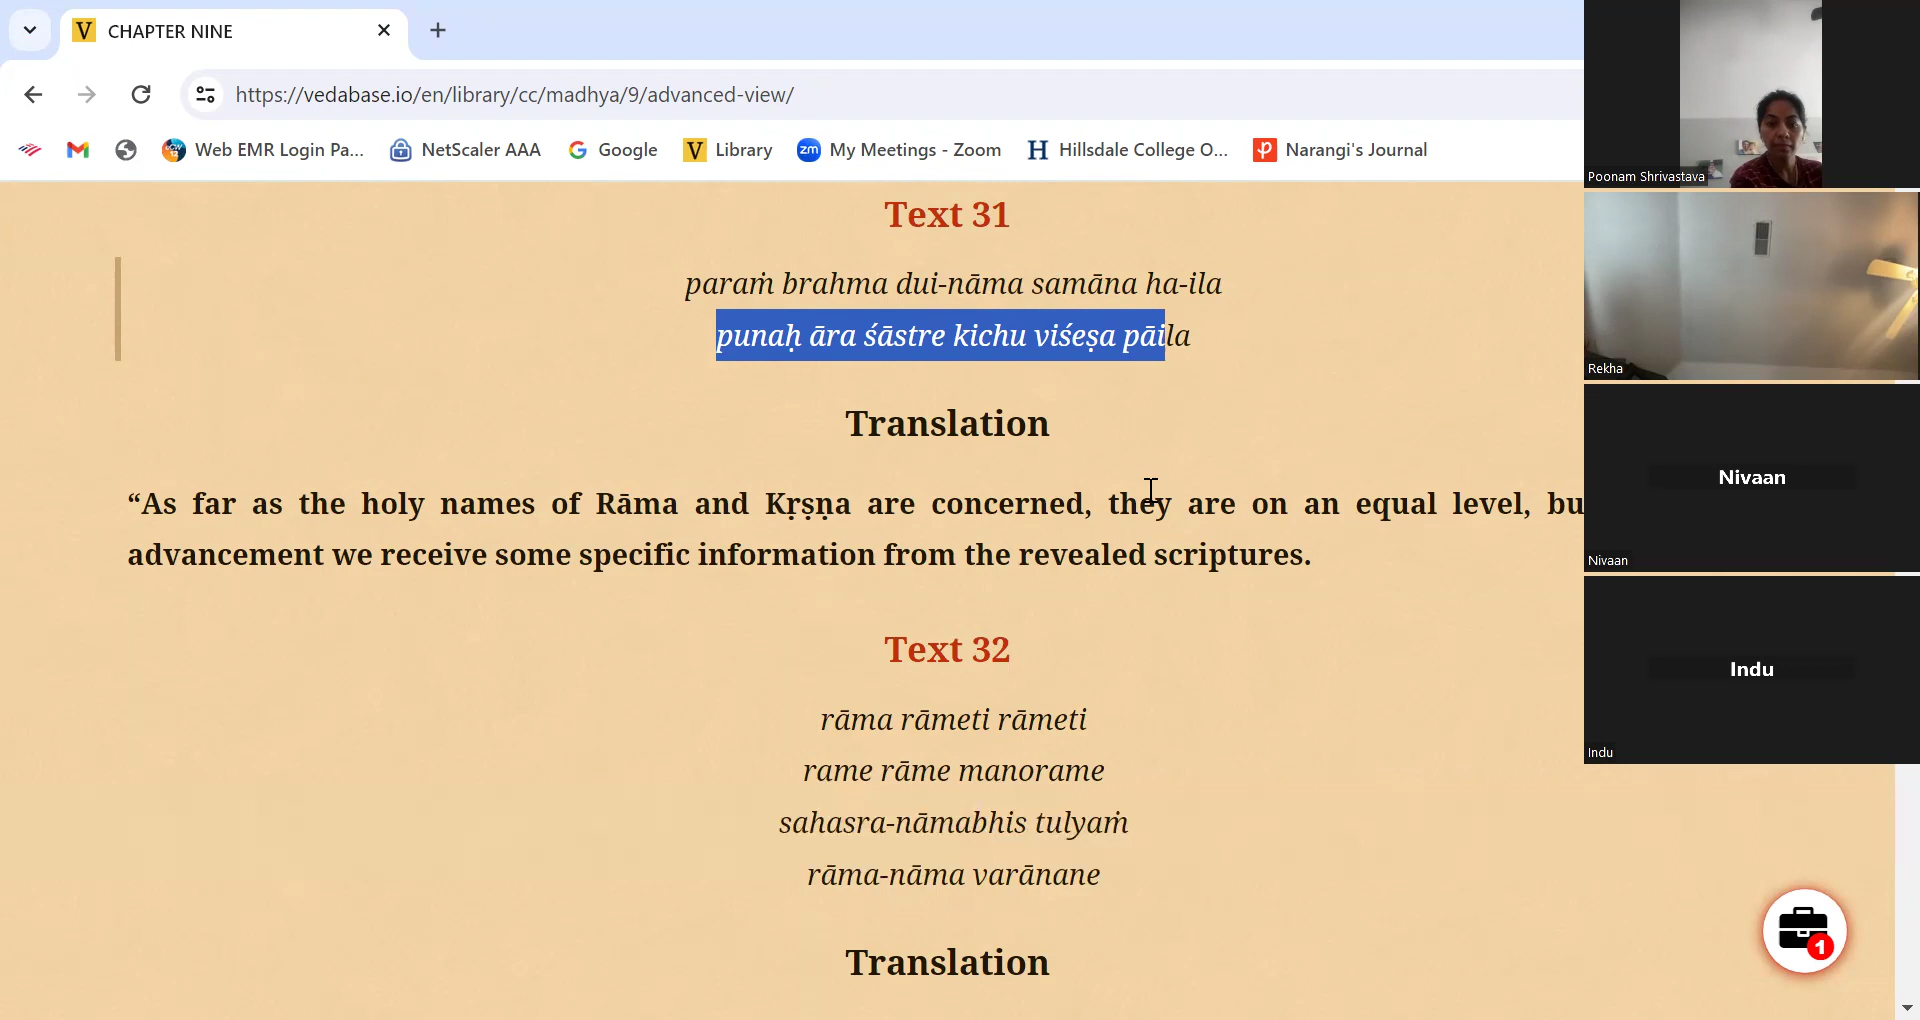 CHAPTER NINE
https://vedabase.io/en/library/cc/madhya/9/advanced-view/
Web EMR Login Pa... NetScaler AAA Google Library My Meetings - Zoom Hillsdale College O... Narangi's Journal
Text 31
paraṁ brahma dui-nāma samāna ha-ila
punaḥ āra śāstre kichu viśeṣa pāila
Translation
“As far as the holy names of Rāma and Kṛṣṇa are concerned, they are on an equal level, bu
advancement we receive some specific information from the revealed scriptures.
Text 32
rāma rāmeti rāmeti
rame rāme manorame
sahasra-nāmabhis tulyaṁ
rāma-nāma varānane
Translation
Poonam Shrivastava
Rekha
Nivaan
Nivaan
Indu
Indu
1